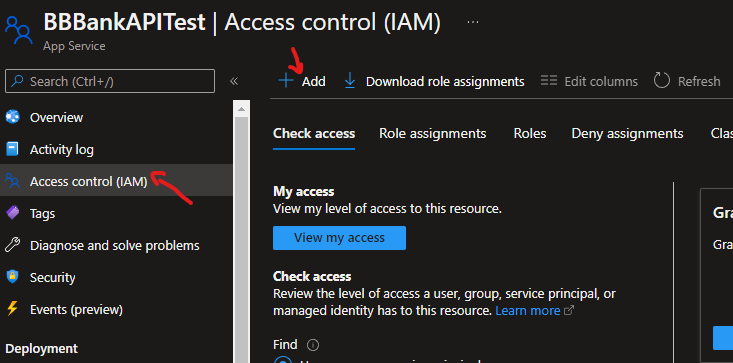 BBBankAPITest | Access control (IAM) ...
App Service
Search (Ctrl+/)
«
Add
Download role assignments
Edit columns
Refresh
Overview
Activity log
Access control (IAM)
Tags
Diagnose and solve problems
Security
Events (preview)
Deployment
Check access
Role assignments
Roles
Deny assignments
Clas
My access
View my level of access to this resource.
View my access
Check access
Review the level of access a user, group, service principal, or
managed identity has to this resource. Learn more
Find
Gra
Gra